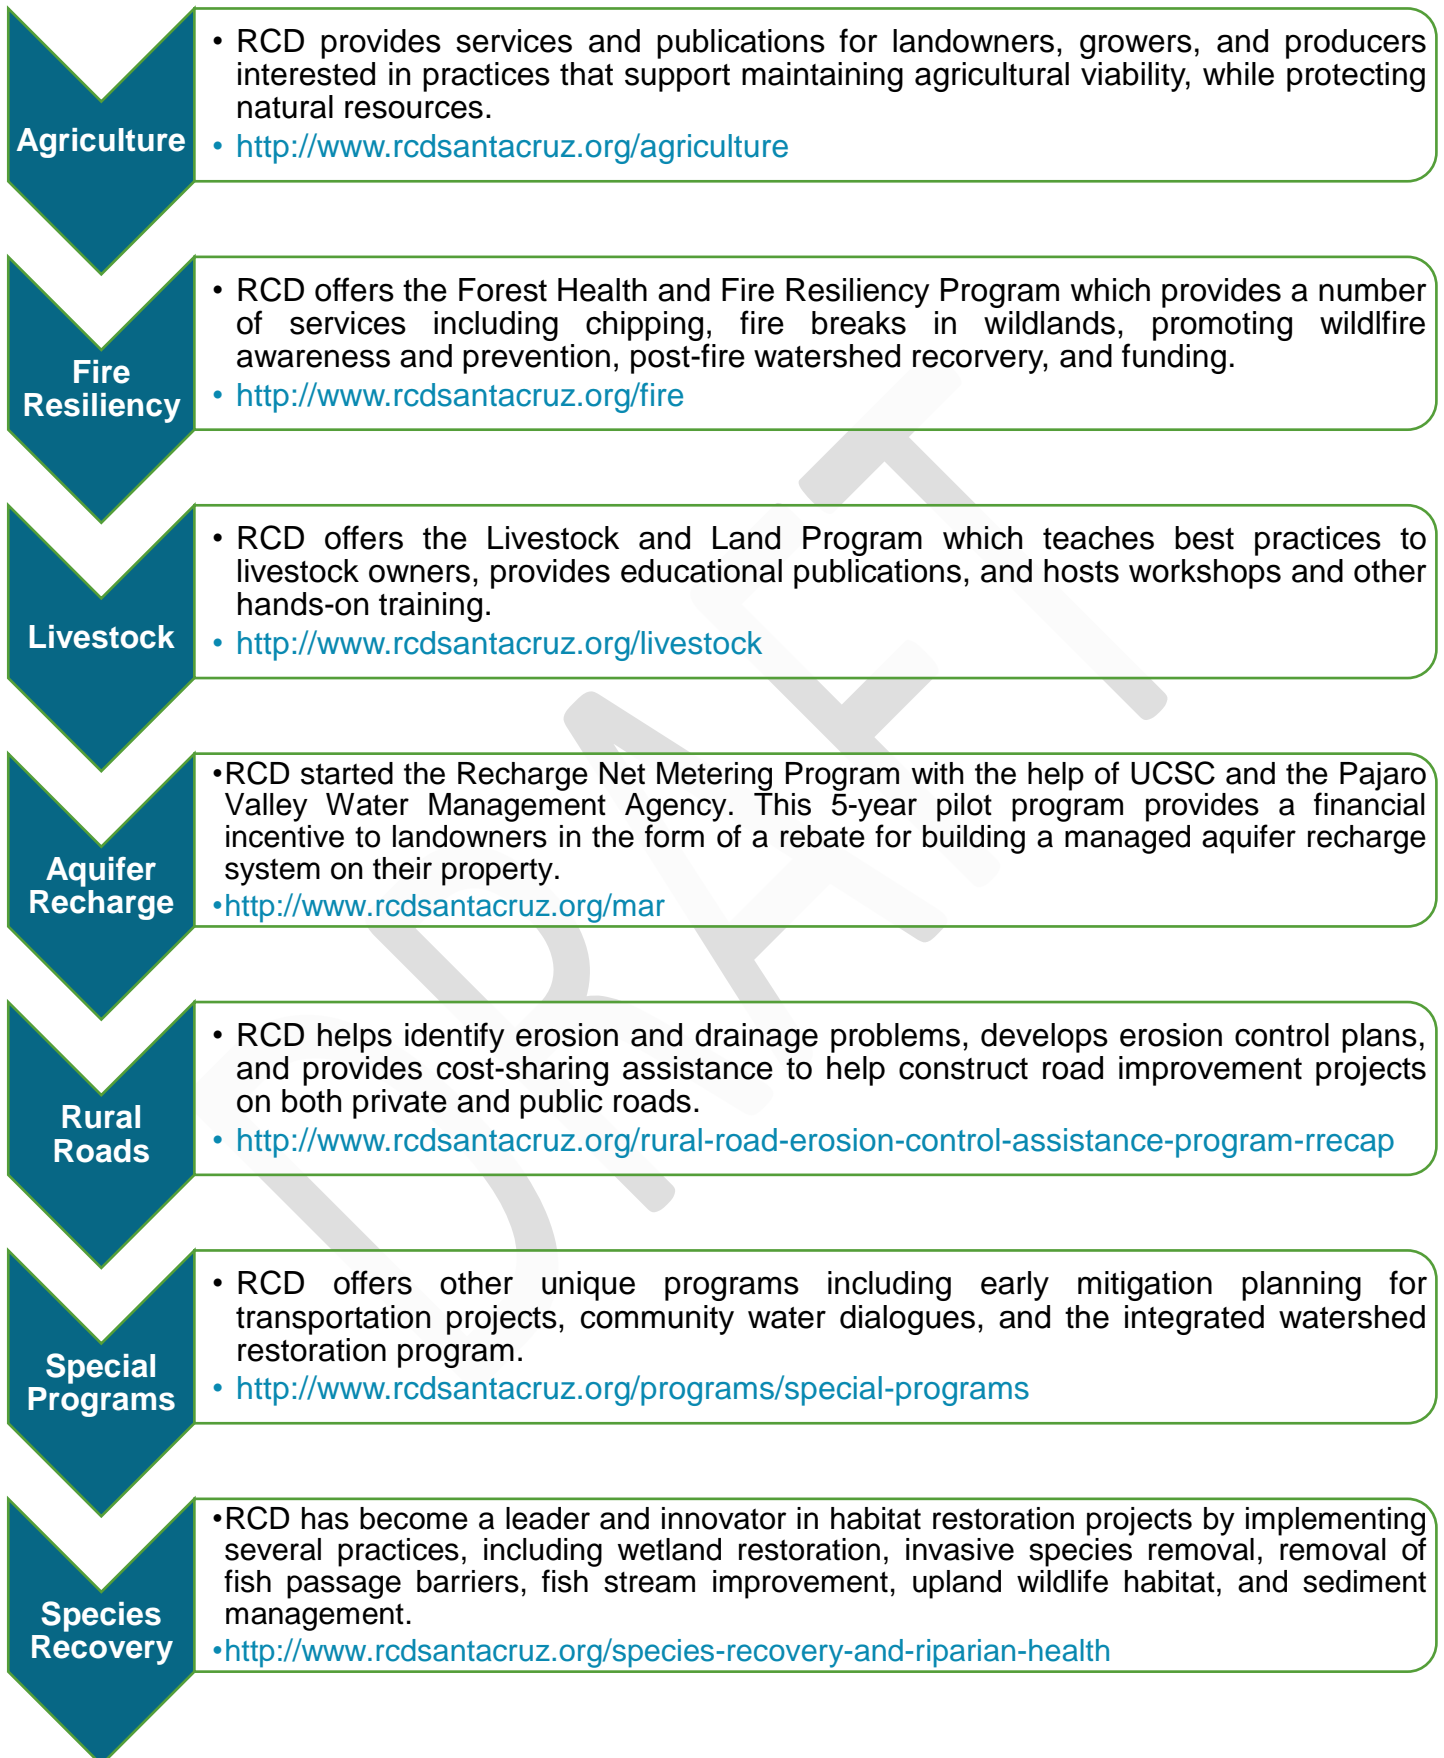 Agriculture
• RCD provides services and publications for landowners, growers, and producers
interested in practices that support maintaining agricultural viability, while protecting
natural resources.
• http://www.rcdsantacruz.org/agriculture
Fire
Resiliency
• RCD offers the Forest Health and Fire Resiliency Program which provides a number
of services including chipping, fire breaks in wildlands, promoting wildlfire
awareness and prevention, post-fire watershed recorvery, and funding.
• http://www.rcdsantacruz.org/fire
Livestock
• RCD offers the Livestock and Land Program which teaches best practices to
livestock owners, provides educational publications, and hosts workshops and other
hands-on training.
• http://www.rcdsantacruz.org/livestock
Aquifer
Recharge
•RCD started the Recharge Net Metering Program with the help of UCSC and the Pajaro
Valley Water Management Agency. This 5-year pilot program provides a financial
incentive to landowners in the form of a rebate for building a managed aquifer recharge
system on their property.
•http://www.rcdsantacruz.org/mar
Rural
Roads
• RCD helps identify erosion and drainage problems, develops erosion control plans,
and provides cost-sharing assistance to help construct road improvement projects
on both private and public roads.
• http://www.rcdsantacruz.org/rural-road-erosion-control-assistance-program-rrecap
Special
Programs
• RCD offers other unique programs including early mitigation planning for
transportation projects, community water dialogues, and the integrated watershed
restoration program.
• http://www.rcdsantacruz.org/programs/special-programs
Species
Recovery
•RCD has become a leader and innovator in habitat restoration projects by implementing
several practices, including wetland restoration, invasive species removal, removal of
fish passage barriers, fish stream improvement, upland wildlife habitat, and sediment
management.
•http://www.rcdsantacruz.org/species-recovery-and-riparian-health
DRAFT